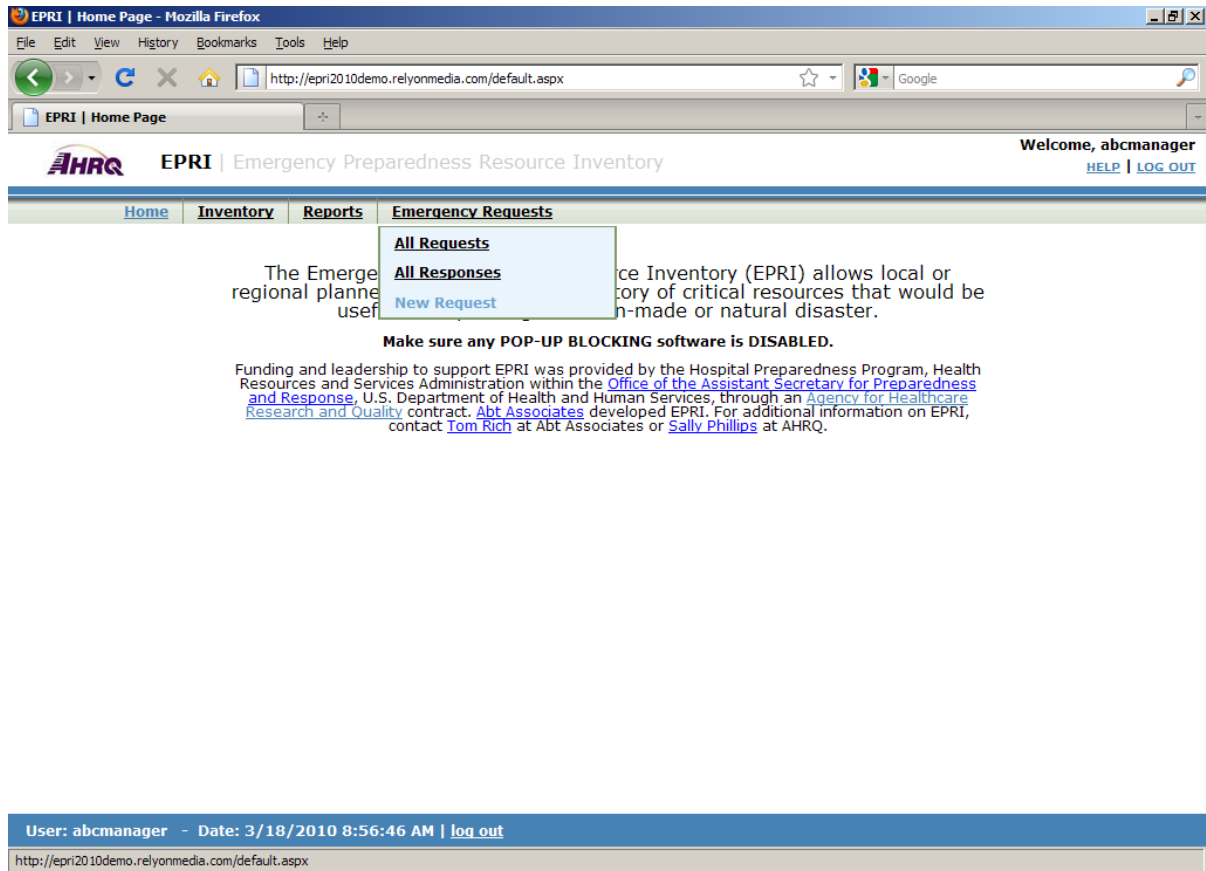 EPRI | Home Page - Mozilla Firefox
File Edit View History Bookmarks Tools Help
http://epri2010demo.relyonmedia.com/default.aspx
Google
EPRI | Home Page
Welcome, abcmanager
AHRQ EPRI | Emergency Preparedness Resource Inventory
HELP | LOG OUT
Home Inventory Reports Emergency Requests
All Requests
All Responses
New Request
The Emerge ce Inventory (EPRI) allows local or
regional planne tory of critical resources that would be
usef n-made or natural disaster.
Make sure any POP-UP BLOCKING software is DISABLED.
Funding and leadership to support EPRI was provided by the Hospital Preparedness Program, Health
Resources and Services Administration within the Office of the Assistant Secretary for Preparedness
and Response, U.S. Department of Health and Human Services, through an Agency for Healthcare
Research and Quality contract. Abt Associates developed EPRI. For additional information on EPRI,
contact Tom Rich at Abt Associates or Sally Phillips at AHRQ.
User: abcmanager - Date: 3/18/2010 8:56:46 AM | log out
http://epri2010demo.relyonmedia.com/default.aspx